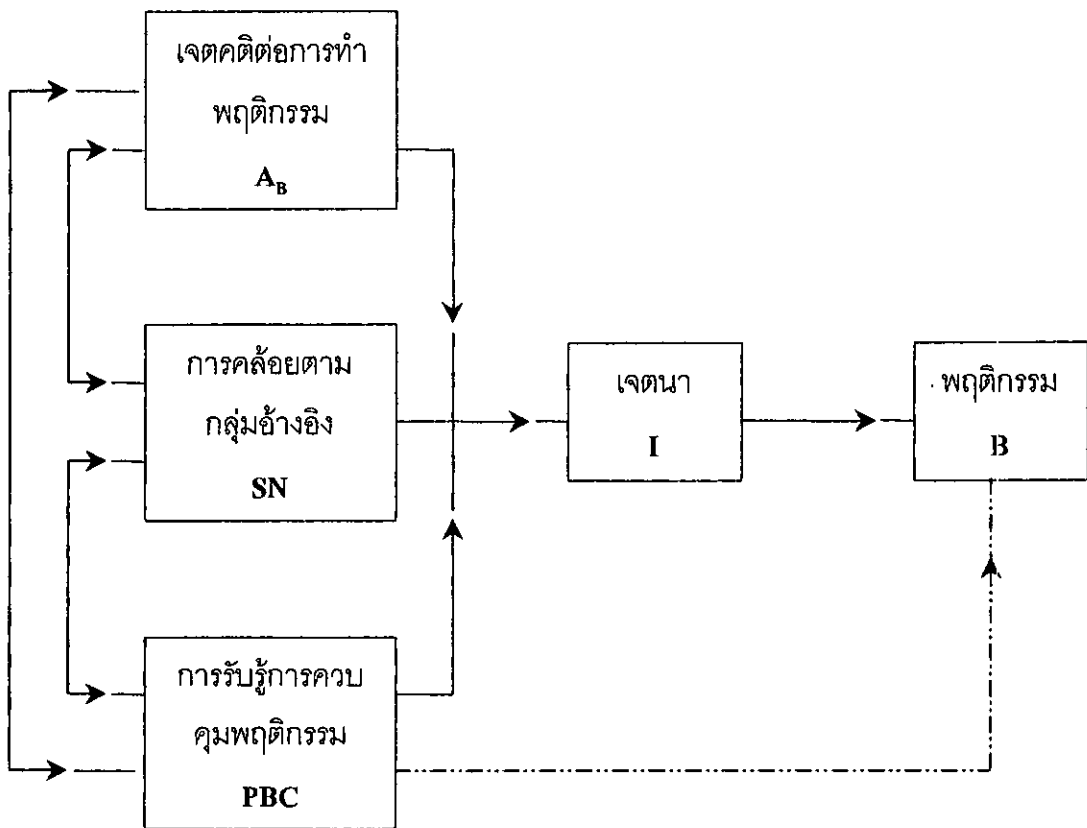 เจตคติต่อการทำ
พฤติกรรม
A_B
การคล้อยตาม
กลุ่มอ้างอิง
SN
เจตนา
I
พฤติกรรม
B
การรับรู้การควบ
คุมพฤติกรรม
PBC